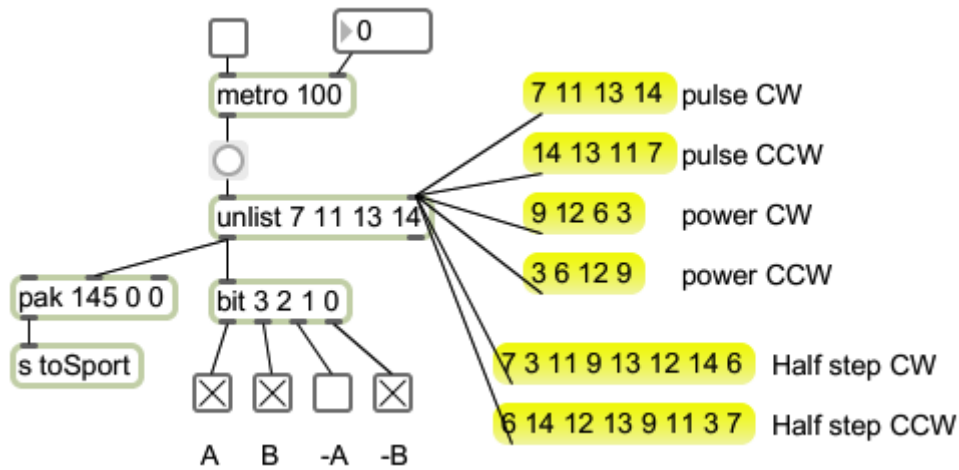 0
metro 100
7 11 13 14 pulse CW
14 13 11 7 pulse CCW
unlist 7 11 13 14
9 12 6 3 power CW
3 6 12 9 power CCW
pak 145 0 0
bit 3 2 1 0
s toSport
7 3 11 9 13 12 14 6 Half step CW
6 14 12 13 9 11 3 7 Half step CCW
A B -A -B